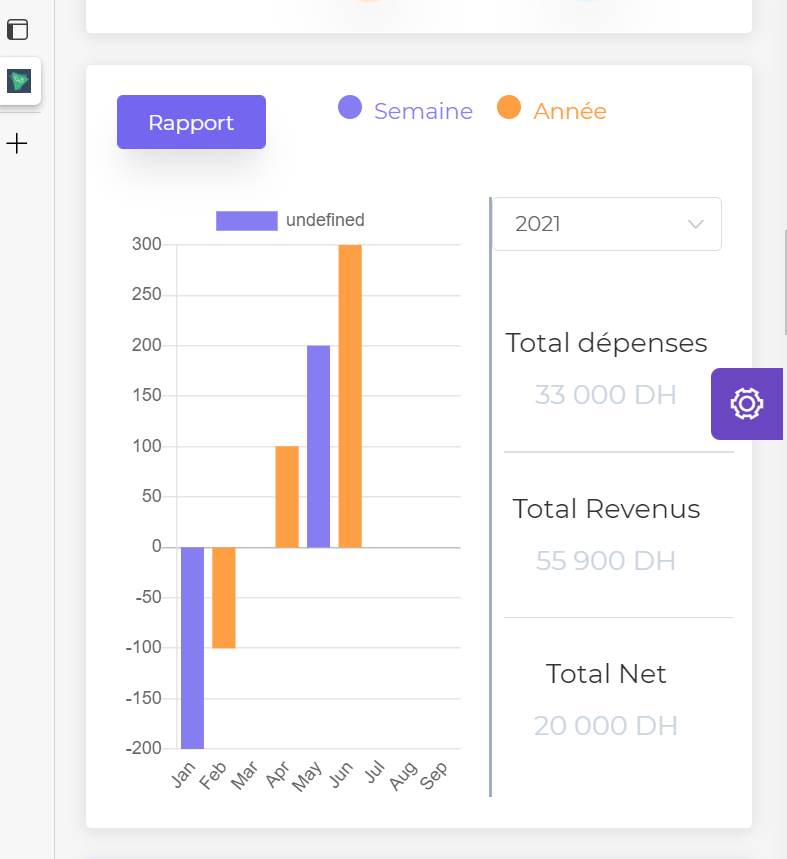 Rapport
Semaine
Année
undefined
300
250
200
150
100
50
0
-50
-100
-150
-200
Jan
Feb
Mar
Apr
May
Jun
Jul
Aug
Sep
2021
Total dépenses
33 000 DH
Total Revenus
55 900 DH
Total Net
20 000 DH